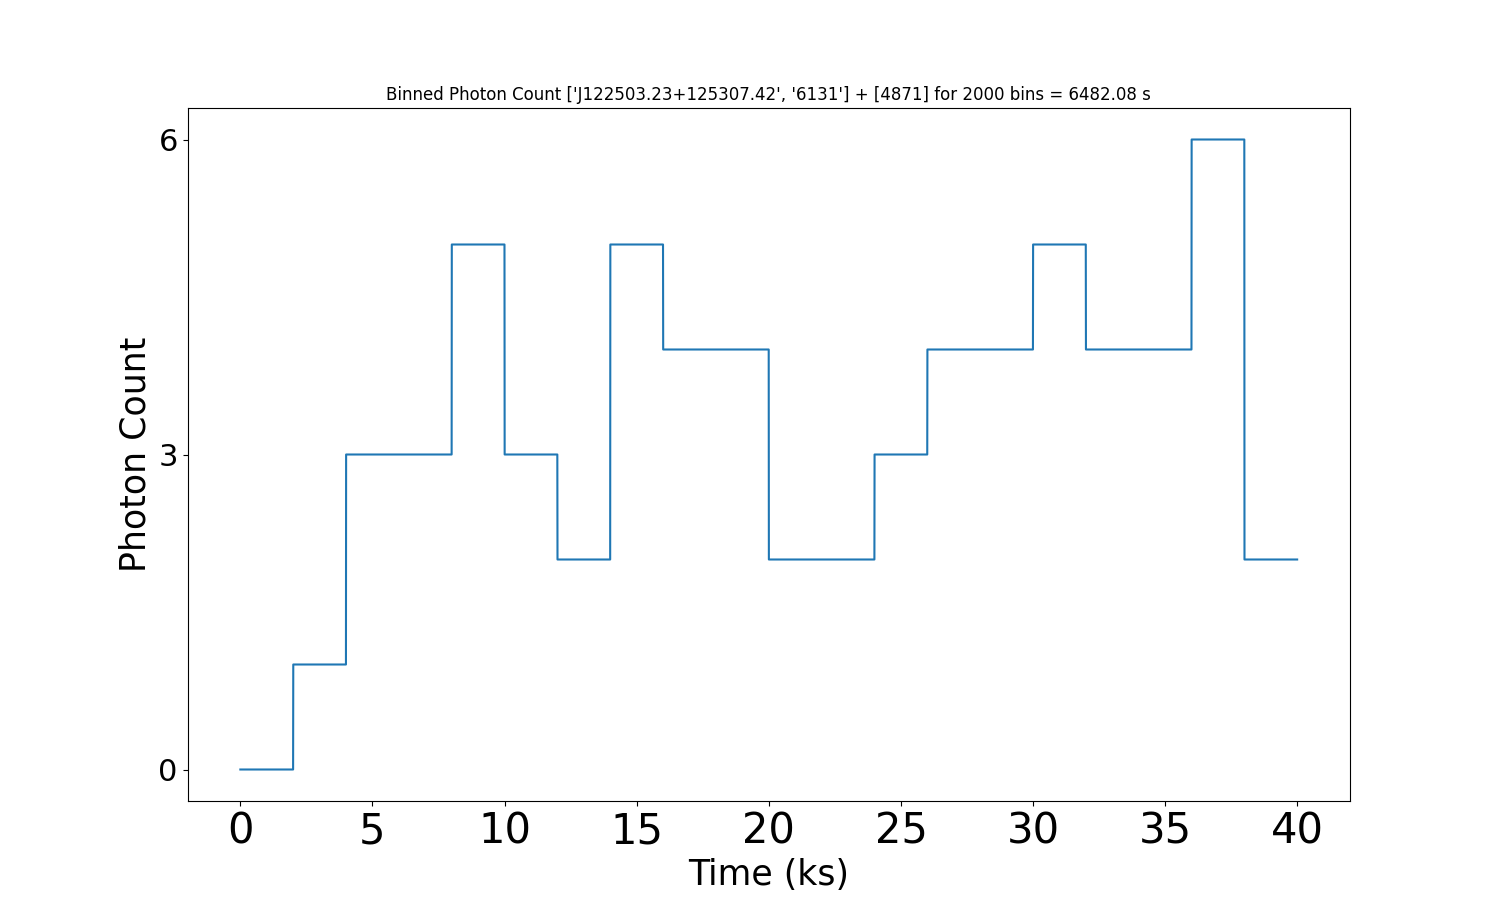 Binned Photon Count ['J122503.23+125307.42', '6131'] + [4871] for 2000 bins = 6482.08 s
6
3
0
Photon Count
0 5 10 15 20 25 30 35 40
Time (ks)